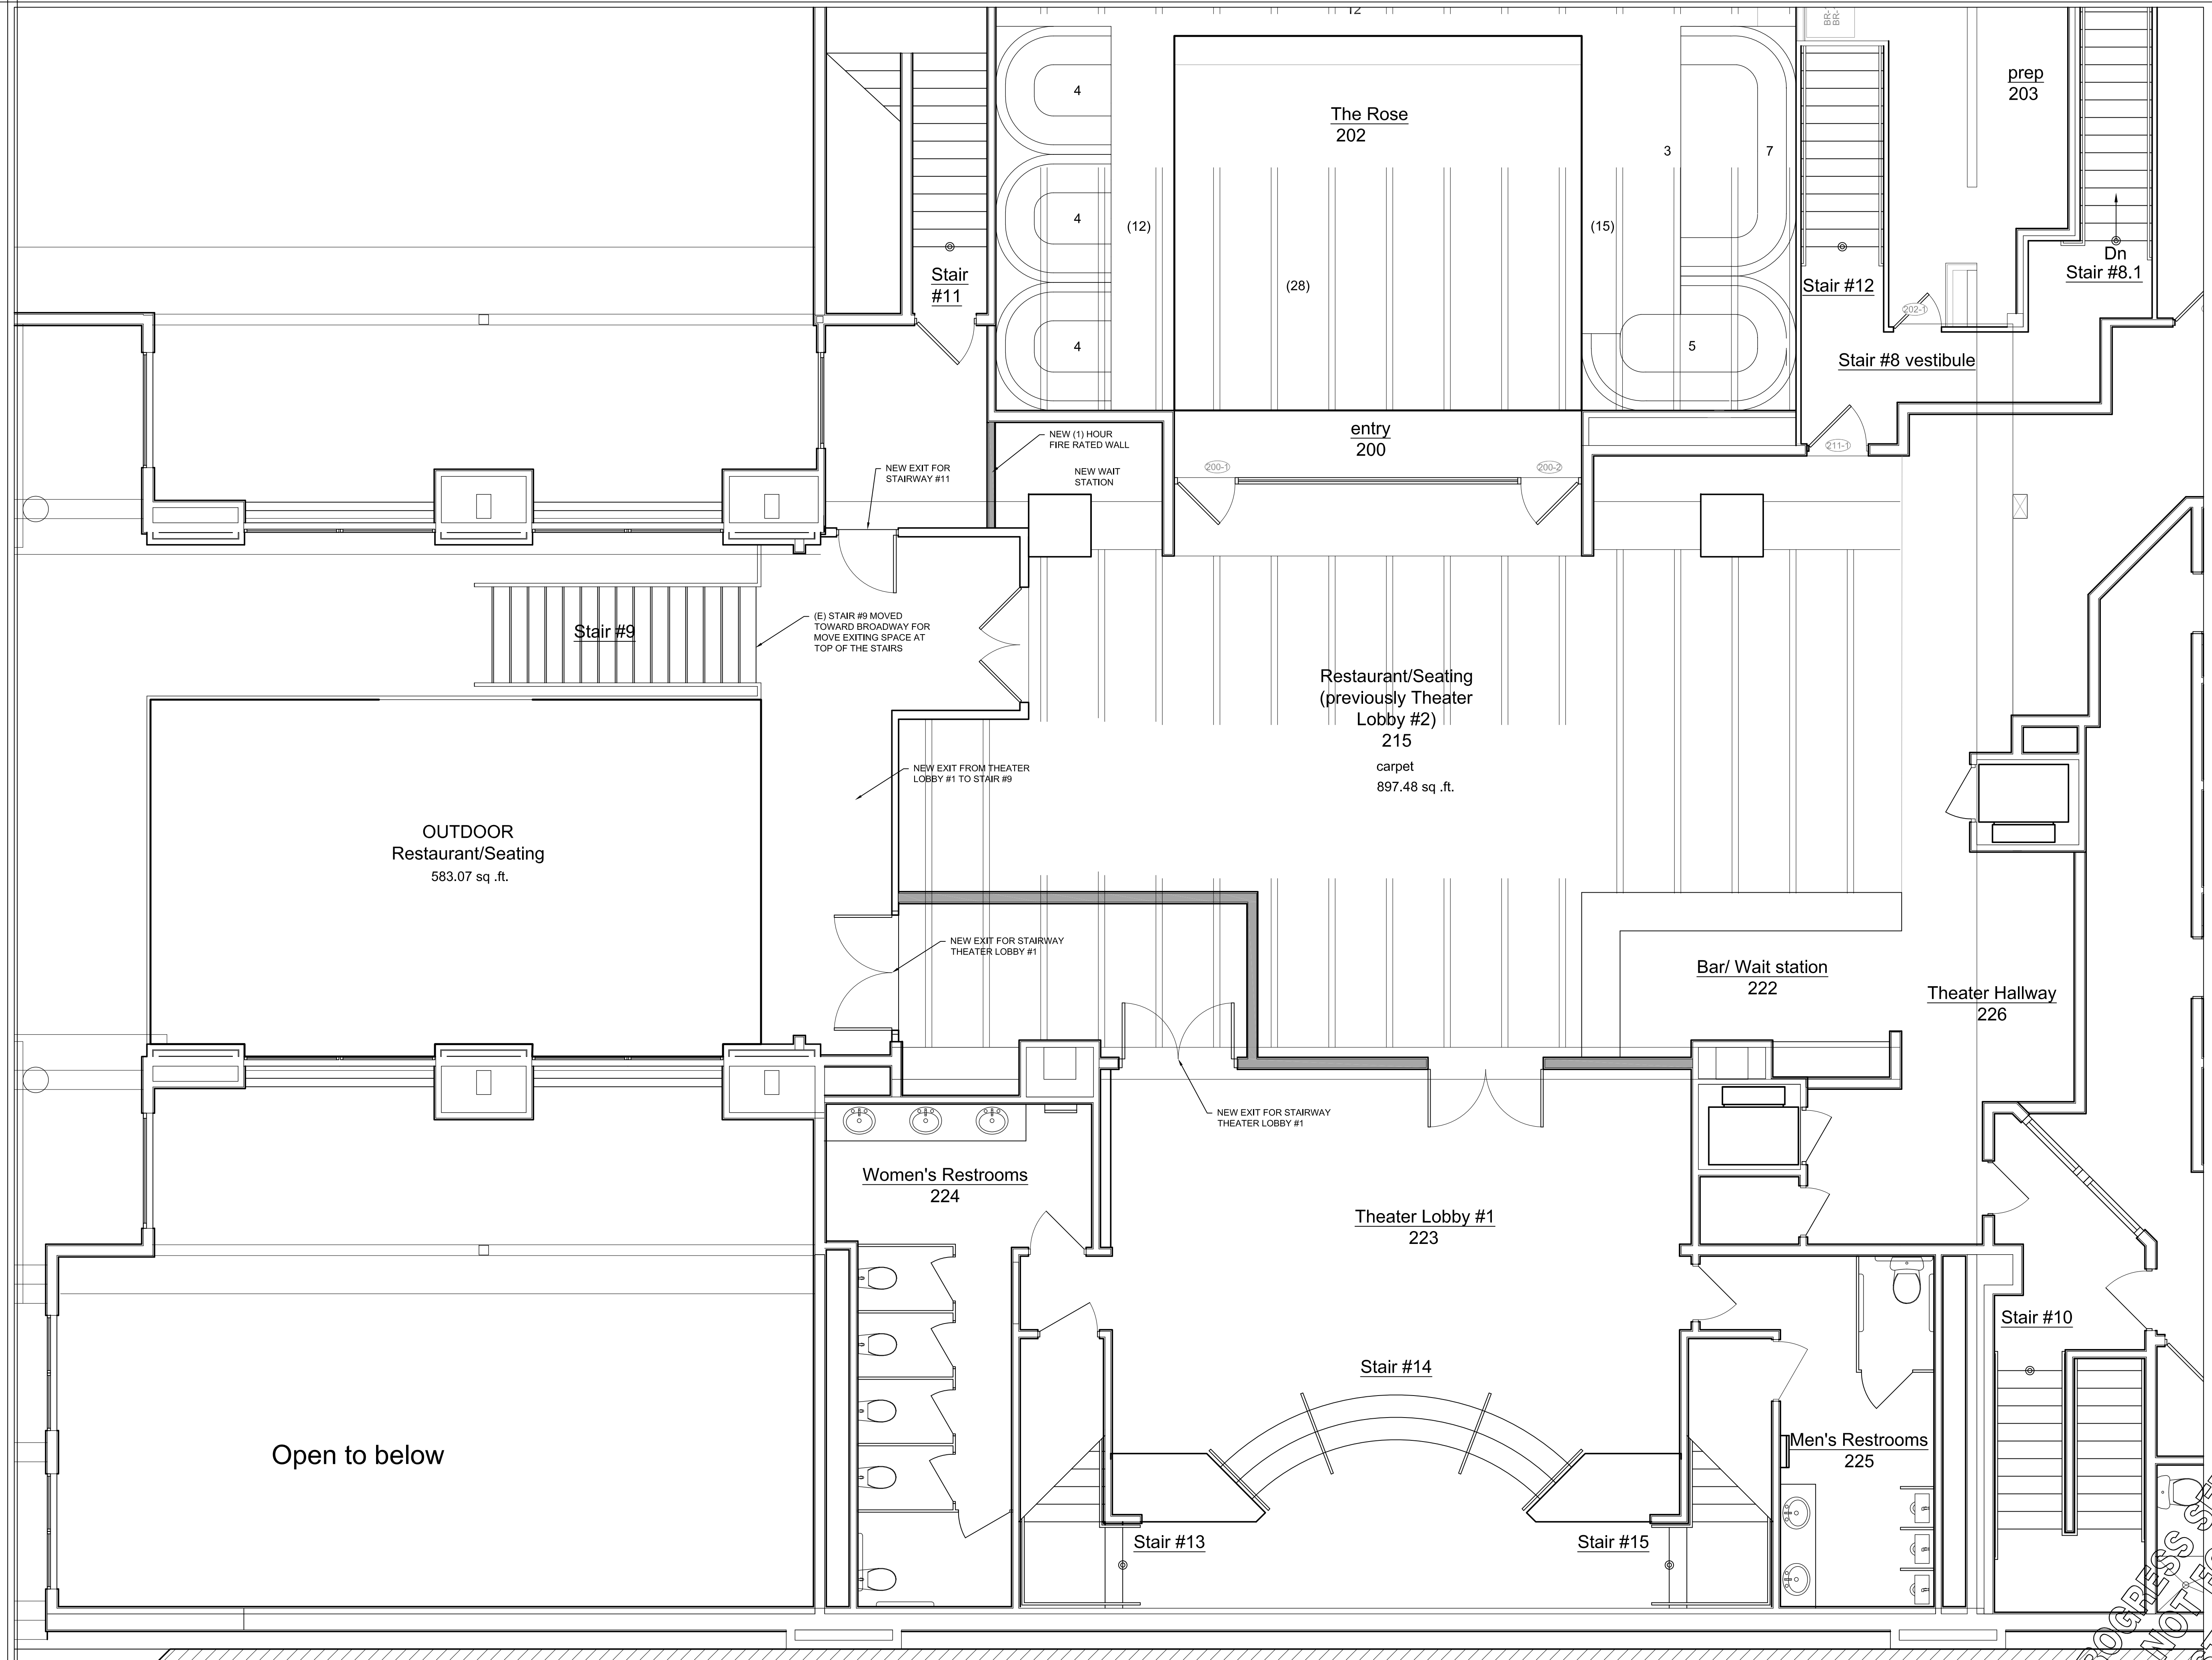 12
BR-
BR-
prep
203
The Rose
202
4
4
4
3
7
(12)
(15)
(28)
5
Stair
#11
Stair #12
Dn
Stair #8.1
202-1
Stair #8 vestibule
entry
200
NEW (1) HOUR
FIRE RATED WALL
NEW WAIT
STATION
NEW EXIT FOR
STAIRWAY #11
200-1
200-2
211-1
Stair #9
(E) STAIR #9 MOVED
TOWARD BROADWAY FOR
MOVE EXITING SPACE AT
TOP OF THE STAIRS
Restaurant/Seating
(previously Theater
Lobby #2)
215
carpet
897.48 sq .ft.
NEW EXIT FROM THEATER
LOBBY #1 TO STAIR #9
OUTDOOR
Restaurant/Seating
583.07 sq .ft.
NEW EXIT FOR STAIRWAY
THEATER LOBBY #1
Bar/ Wait station
222
Theater Hallway
226
NEW EXIT FOR STAIRWAY
THEATER LOBBY #1
Women's Restrooms
224
Theater Lobby #1
223
Stair #10
Stair #14
Open to below
Men's Restrooms
225
Stair #13
Stair #15
OGRESS S
NOT